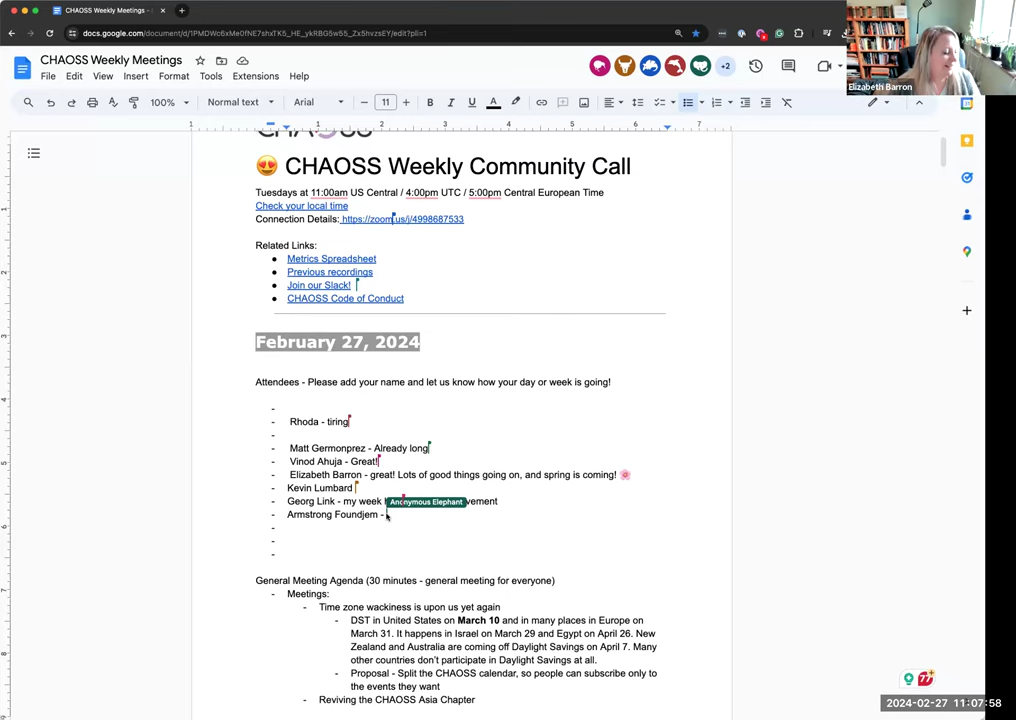 CHAOSS Weekly Meetings -
docs.google.com/document/d/1PMDWc6xMe0fNE7shxTK5_HE_ykRBG5w55_Zx5hvzsEY/edit?pli=1
CHAOSS Weekly Meetings
File Edit View Insert Format Tools Extensions Help
+2
100% Normal text Arial 11
Elizabeth Barron
1 1 2 3 4 5 6 7
CHAOSS
😍 CHAOSS Weekly Community Call
Tuesdays at 11:00am US Central / 4:00pm UTC / 5:00pm Central European Time
Check your local time
Connection Details: https://zoom.us/j/4998687533
Related Links:
● Metrics Spreadsheet
● Previous recordings
● Join our Slack!
● CHAOSS Code of Conduct
February 27, 2024
Attendees - Please add your name and let us know how your day or week is going!
-
- Rhoda - tiring
-
- Matt Germonprez - Already long
- Vinod Ahuja - Great!
- Elizabeth Barron - great! Lots of good things going on, and spring is coming! 🌸
- Kevin Lumbard
- Georg Link - my week Anonymous Elephant vement
- Armstrong Foundjem -
-
-
-
General Meeting Agenda (30 minutes - general meeting for everyone)
- Meetings:
- Time zone wackiness is upon us yet again
- DST in United States on March 10 and in many places in Europe on
March 31. It happens in Israel on March 29 and Egypt on April 26. New
Zealand and Australia are coming off Daylight Savings on April 7. Many
other countries don't participate in Daylight Savings at all.
- Proposal - Split the CHAOSS calendar, so people can subscribe only to
the events they want
- Reviving the CHAOSS Asia Chapter
2024-02-27 11:07:58